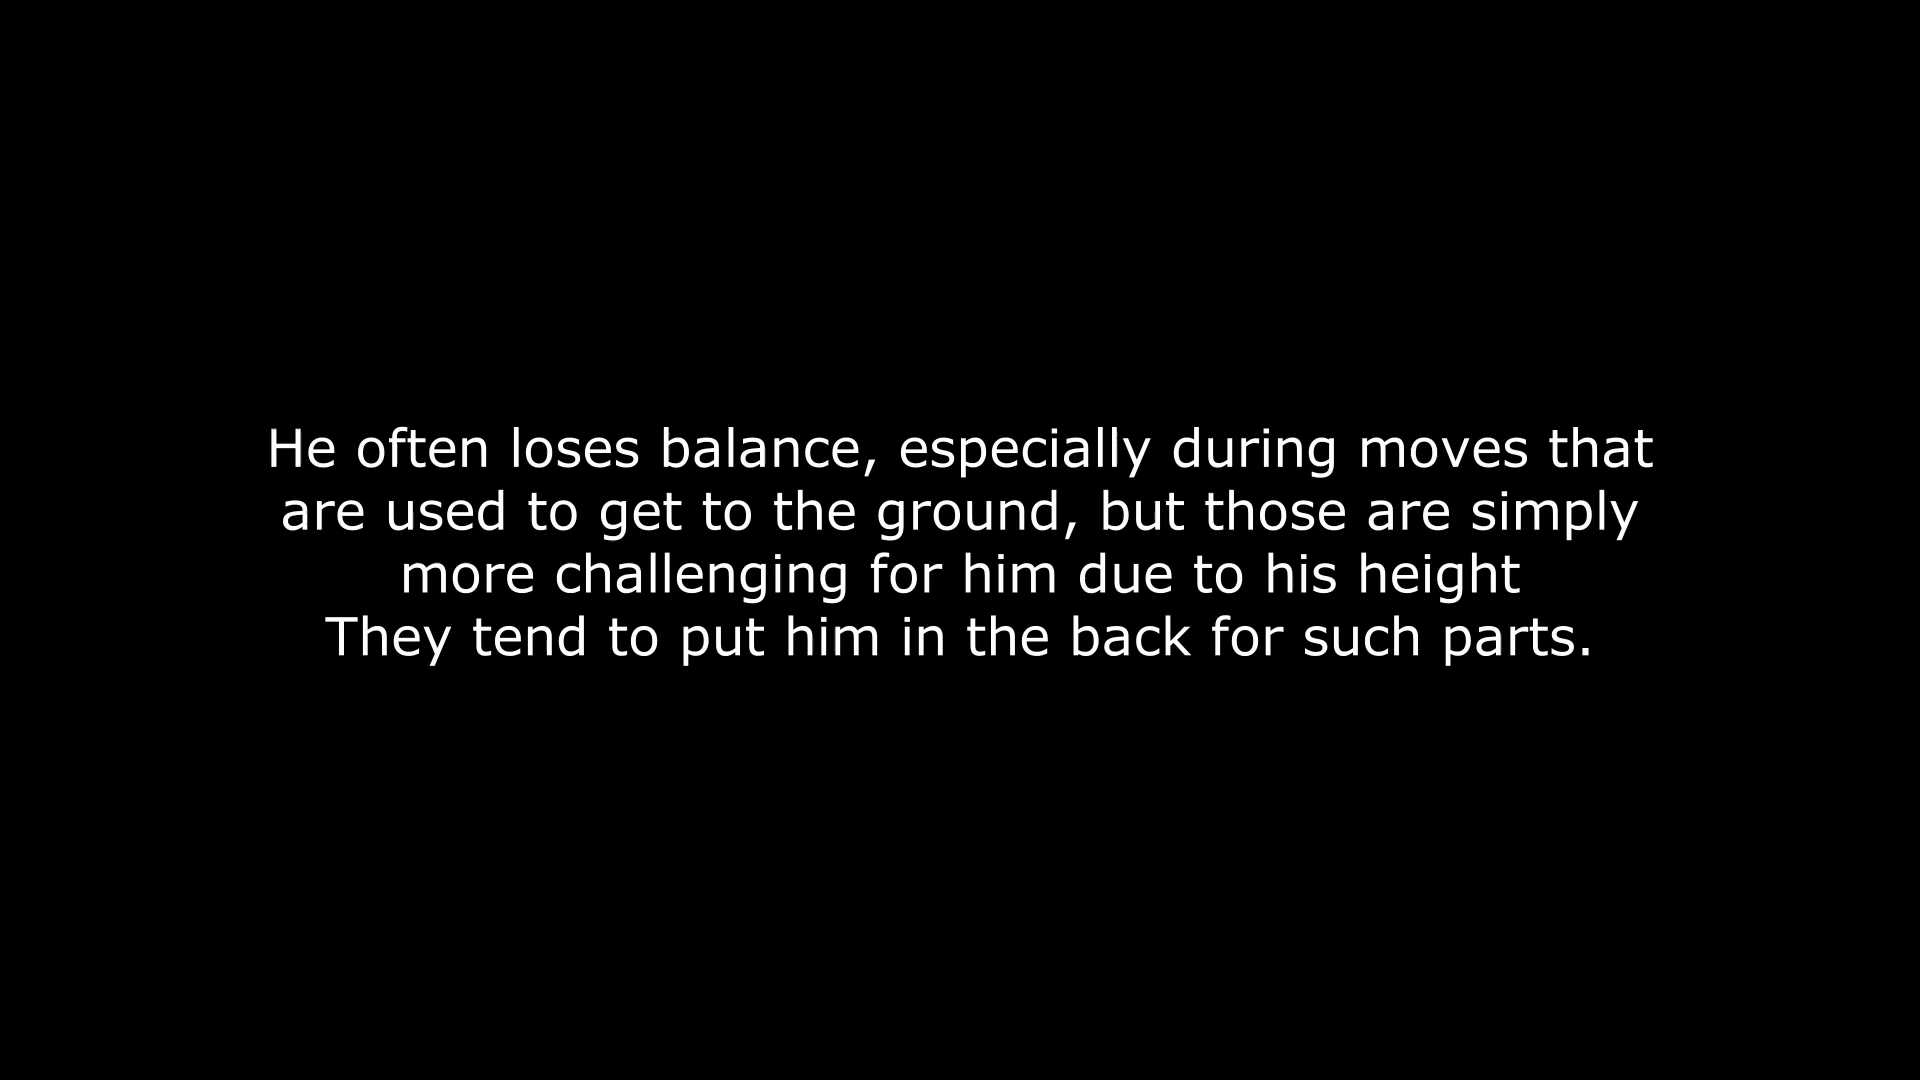 He often loses balance, especially during moves that
are used to get to the ground, but those are simply
more challenging for him due to his height
They tend to put him in the back for such parts.